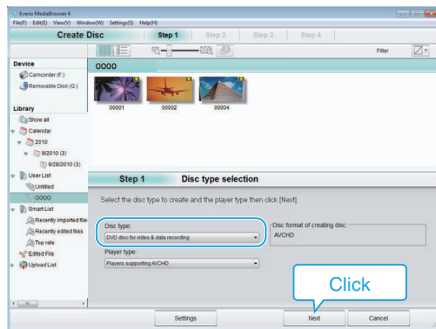 Everio MediaBrowser 4
File(F) Edit(E) View(V) Window(W) Settings(S) Help(H)
Create Disc Step 1 Step 2 Step 3 Step 4
Filter
Device
Camcorder (F:)
Removable Disk (G:)
Library
Show all
Calendar
2010
9/2010 (3)
9/28/2010 (3)
User List
Untitled
0000
Smart List
Recently imported file
Recently edited files
Top rate
Edited File
Upload List
0000
00001 00002 00004
Step 1 Disc type selection
Select the disc type to create and the player type then click [Next]
Disc type:
DVD disc for video & data recording
Player type:
Players supporting AVCHD
Disc format of creating disc:
AVCHD
Click
Settings Next Cancel